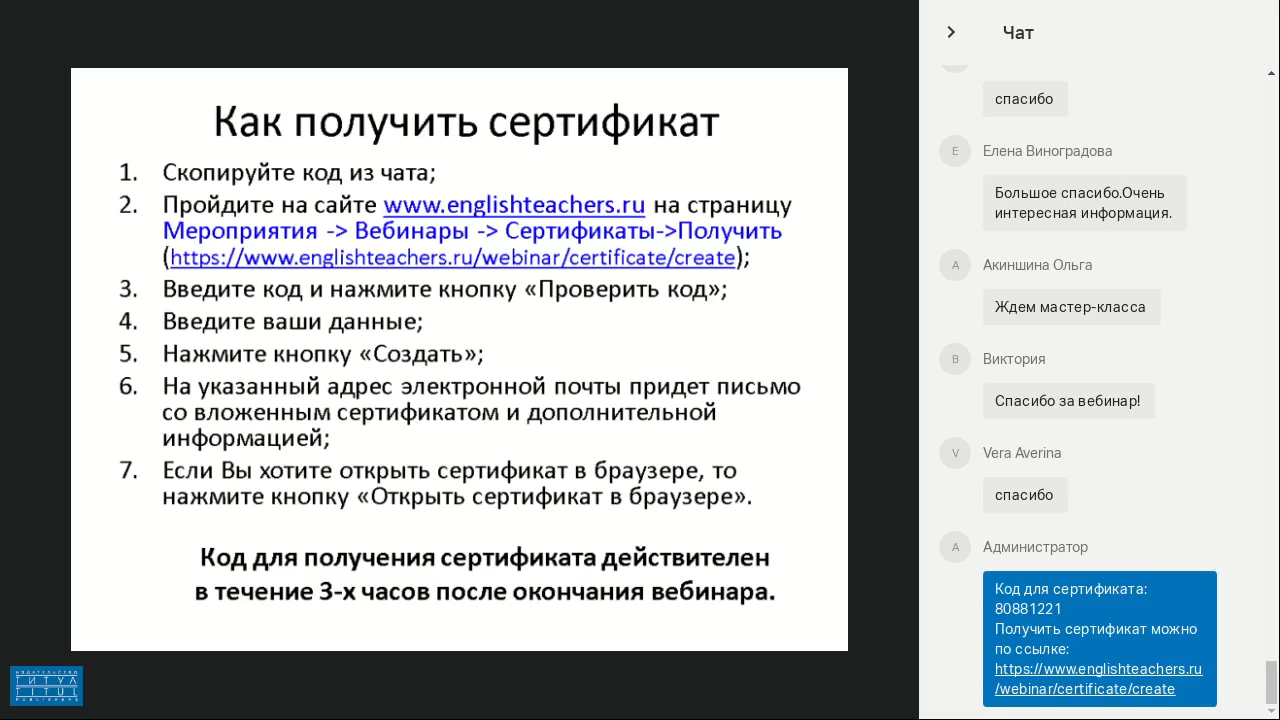 Как получить сертификат
1. Скопируйте код из чата;
2. Пройдите на сайте www.englishteachers.ru на страницу
Мероприятия -> Вебинары -> Сертификаты->Получить
(https://www.englishteachers.ru/webinar/certificate/create);
3. Введите код и нажмите кнопку «Проверить код»;
4. Введите ваши данные;
5. Нажмите кнопку «Создать»;
6. На указанный адрес электронной почты придет письмо
со вложенным сертификатом и дополнительной
информацией;
7. Если Вы хотите открыть сертификат в браузере, то
нажмите кнопку «Открыть сертификат в браузере».
Код для получения сертификата действителен
в течение 3-х часов после окончания вебинара.
ИЗДАТЕЛЬСТВО
ТИТУЛ
TITUL
PUBLISHERS
Чат
спасибо
Е
Елена Виноградова
Большое спасибо.Очень
интересная информация.
А
Акиншина Ольга
Ждем мастер-класса
В
Виктория
Спасибо за вебинар!
V
Vera Averina
спасибо
А
Администратор
Код для сертификата:
80881221
Получить сертификат можно
по ссылке:
https://www.englishteachers.ru
/webinar/certificate/create